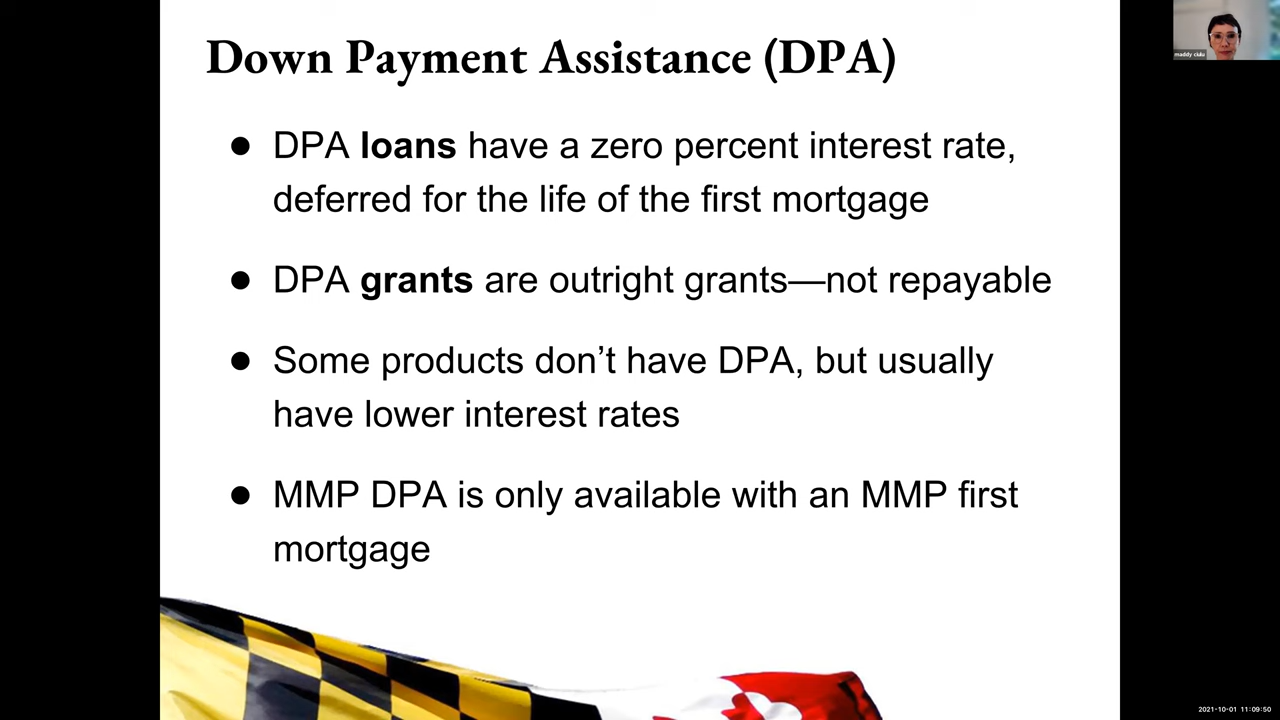 Down Payment Assistance (DPA)
● DPA loans have a zero percent interest rate,
deferred for the life of the first mortgage
● DPA grants are outright grants—not repayable
● Some products don’t have DPA, but usually
have lower interest rates
● MMP DPA is only available with an MMP first
mortgage
maddy ciulu
2021-10-01 11:09:50